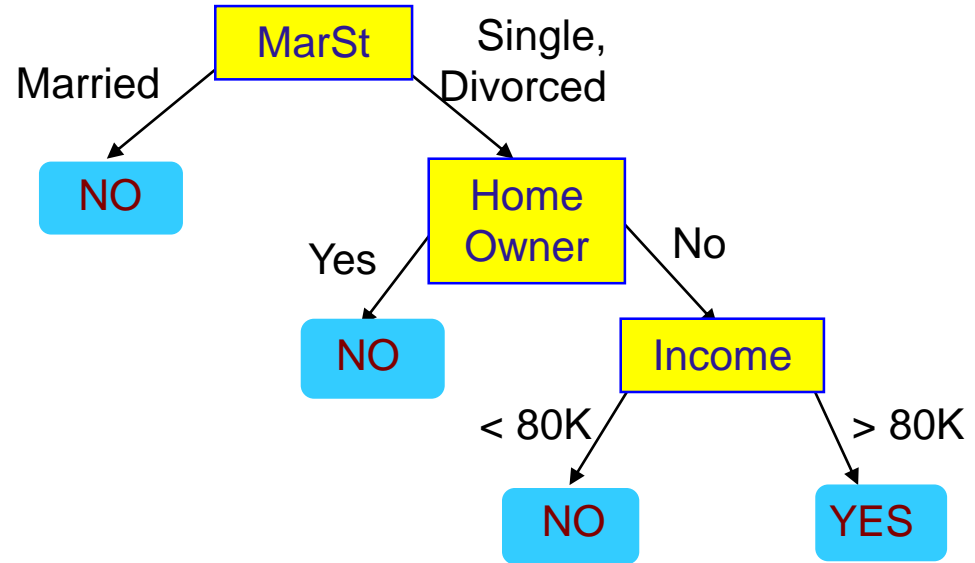 MarSt
Single,
Divorced
Married
NO
Home
Owner
Yes
No
NO
Income
< 80K
> 80K
NO
YES